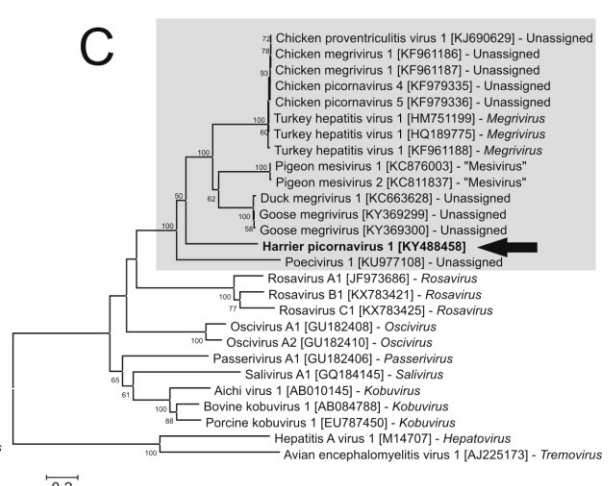 C
72
Chicken proventriculitis virus 1 [KJ690629] - Unassigned
78
Chicken megrivirus 1 [KF961186] - Unassigned
Chicken megrivirus 1 [KF961187] - Unassigned
93
Chicken picornavirus 4 [KF979335] - Unassigned
Chicken picornavirus 5 [KF979336] - Unassigned
100
Turkey hepatitis virus 1 [HM751199] - Megrivirus
60
Turkey hepatitis virus 1 [HQ189775] - Megrivirus
Turkey hepatitis virus 1 [KF961188] - Megrivirus
100
100
Pigeon mesivirus 1 [KC876003] - "Mesivirus"
Pigeon mesivirus 2 [KC811837] - "Mesivirus"
50
62
Duck megrivirus 1 [KC663628] - Unassigned
100
Goose megrivirus [KY369299] - Unassigned
58
Goose megrivirus [KY369300] - Unassigned
100
Harrier picornavirus 1 [KY488458]
Poecivirus 1 [KU977108] - Unassigned
Rosavirus A1 [JF973686] - Rosavirus
100
Rosavirus B1 [KX783421] - Rosavirus
77
Rosavirus C1 [KX783425] - Rosavirus
Oscivirus A1 [GU182408] - Oscivirus
100
Oscivirus A2 [GU182410] - Oscivirus
Passerivirus A1 [GU182406] - Passerivirus
65
Salivirus A1 [GQ184145] - Salivirus
61
Aichi virus 1 [AB010145] - Kobuvirus
100
Bovine kobuvirus 1 [AB084788] - Kobuvirus
88
Porcine kobuvirus 1 [EU787450] - Kobuvirus
Hepatitis A virus 1 [M14707] - Hepatovirus
100
Avian encephalomyelitis virus 1 [AJ225173] - Tremovirus